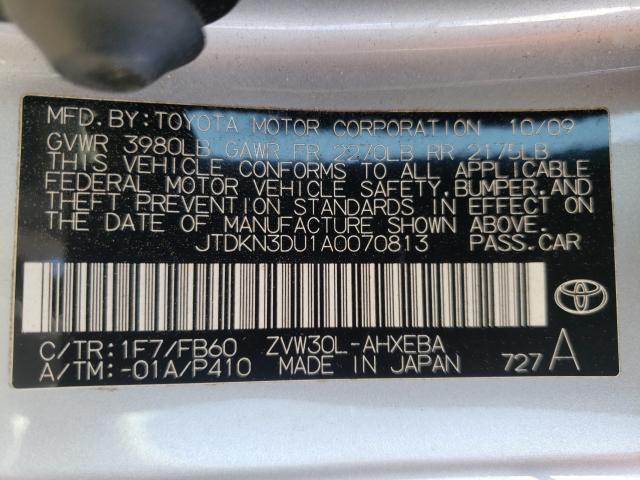 MFD. BY: TOYOTA MOTOR CORPORATION 10/09
GVWR 3980LB GAWR FR 2270LB RR 2175LB
THIS VEHICLE CONFORMS TO ALL APPLICABLE
FEDERAL MOTOR VEHICLE SAFETY, BUMPER, AND
THEFT PREVENTION STANDARDS IN EFFECT ON
THE DATE OF MANUFACTURE SHOWN ABOVE.
JTDKN3DU1A0070813 PASS. CAR
C/TR: 1F7/FB60 ZVW30L-AHXEBA
A/TM: -01A/P410 MADE IN JAPAN 727 A